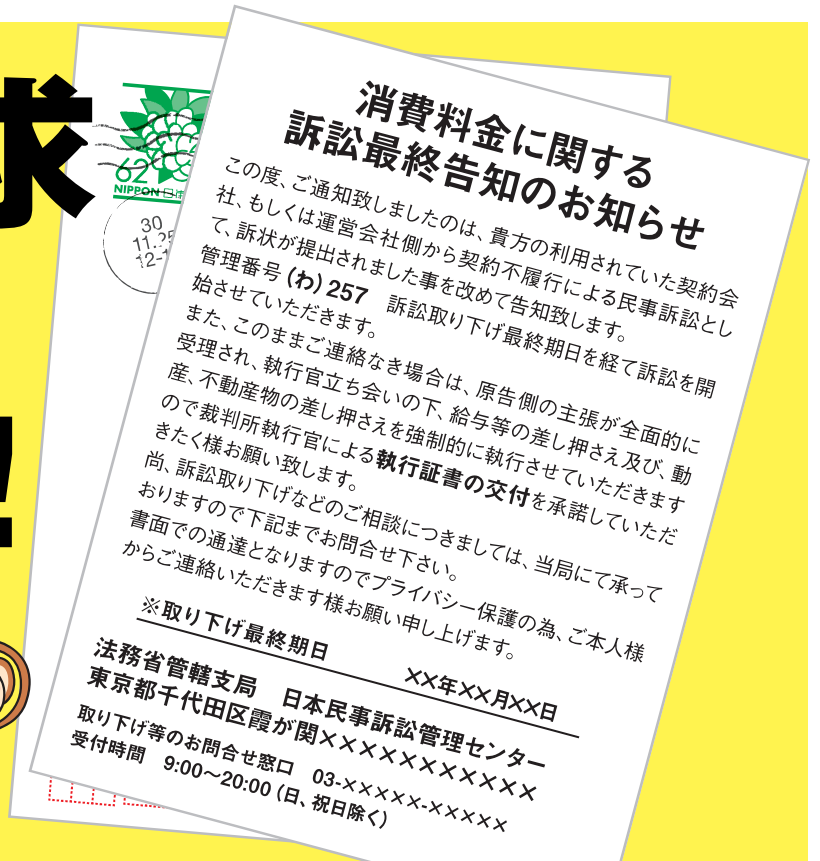 求
!
62
NIPPON
30
11.25
消費料金に関する
訴訟最終告知のお知らせ
この度、ご通知致しましたのは、貴方の利用されていた契約会
社、もしくは運営会社側から契約不履行による民事訴訟とし
て、訴状が提出されました事を改めて告知致します。
管理番号(わ)257　訴訟取り下げ最終期日を経て訴訟を開
始させていただきます。
また、このままご連絡なき場合は、原告側の主張が全面的に
受理され、執行官立ち会いの下、給与等の差し押さえ及び、動
産、不動産物の差し押さえを強制的に執行させていただきます
ので裁判所執行官による執行証書の交付を承諾していただ
きたく様お願い致します。
尚、訴訟取り下げなどのご相談につきましては、当局にて承って
おりますので下記までお問合せ下さい。
書面での通達となりますのでプライバシー保護の為、ご本人様
からご連絡いただきます様お願い申し上げます。
※取り下げ最終期日　××年××月××日
法務省管轄支局　日本民事訴訟管理センター
東京都千代田区霞が関×××××××××××
取り下げ等のお問合せ窓口　03-×××××-×××××
受付時間　9:00〜20:00(日、祝日除く)